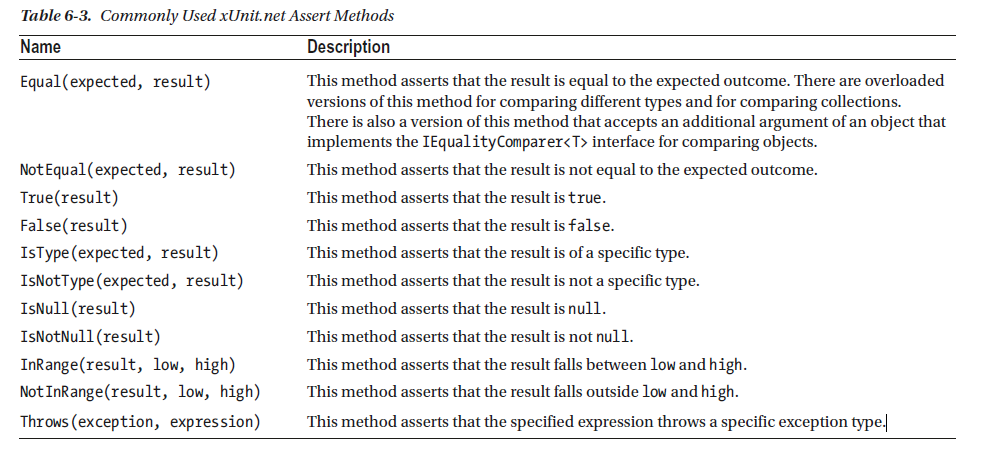 Table 6-3. Commonly Used xUnit.net Assert Methods
Name Description
Equal(expected, result) This method asserts that the result is equal to the expected outcome. There are overloaded
versions of this method for comparing different types and for comparing collections.
There is also a version of this method that accepts an additional argument of an object that
implements the IEqualityComparer<T> interface for comparing objects.
NotEqual(expected, result) This method asserts that the result is not equal to the expected outcome.
True(result) This method asserts that the result is true.
False(result) This method asserts that the result is false.
IsType(expected, result) This method asserts that the result is of a specific type.
IsNotType(expected, result) This method asserts that the result is not a specific type.
IsNull(result) This method asserts that the result is null.
IsNotNull(result) This method asserts that the result is not null.
InRange(result, low, high) This method asserts that the result falls between low and high.
NotInRange(result, low, high) This method asserts that the result falls outside low and high.
Throws(exception, expression) This method asserts that the specified expression throws a specific exception type.